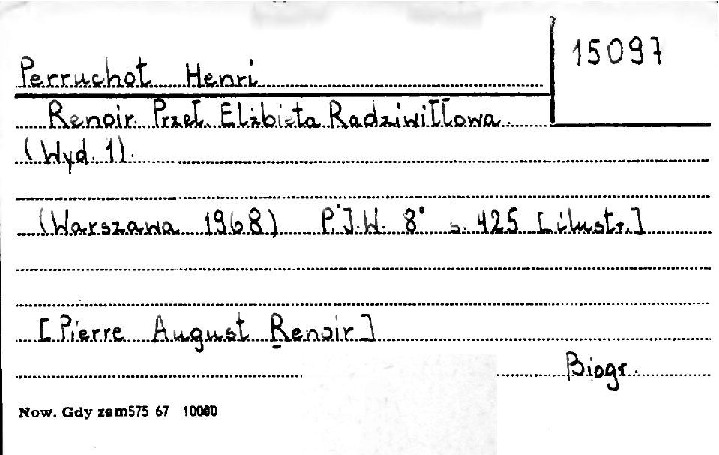 15097
Perruchot Henri
Renoir. Przeł. Elżbieta Radziwiłłowa.
(Wyd. 1).
(Warszawa 1968) P.I.W. 8° s. 425 [ilustr.]
[Pierre August Renoir]
Biogr.
Now. Gdy zam575 67 10000